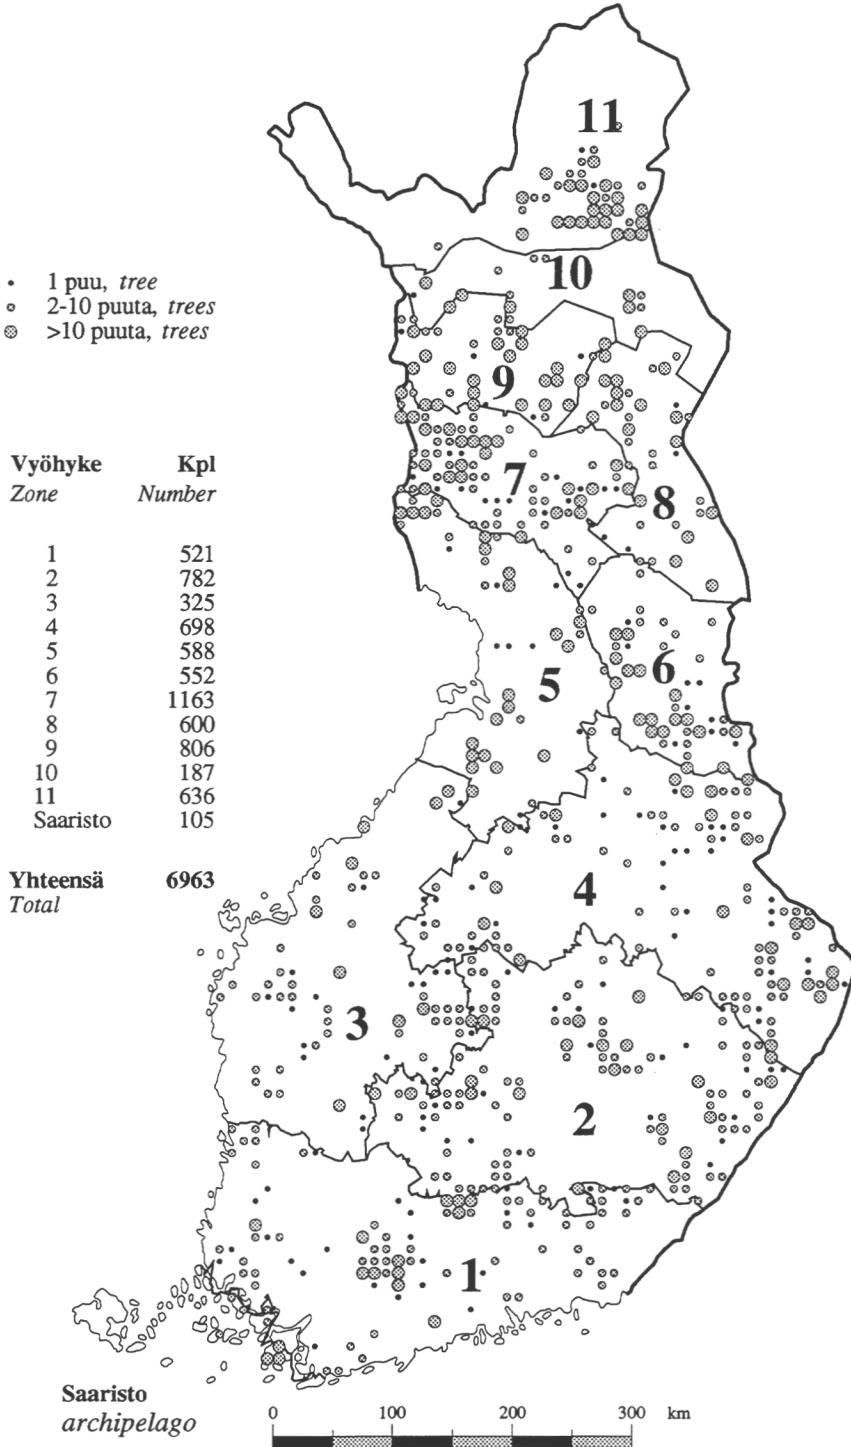 11
• 1 puu, tree
2-10 puuta, trees
>10 puuta, trees
10
9
Vyöhyke Kpl
Zone Number
7
8
1 521
2 782
3 325
4 698
5 588
6 552
7 1163
8 600
9 806
10 187
11 636
Saaristo 105
Yhteensä 6963
Total
6
5
4
3
2
1
Saaristo
archipelago
0 100 200 300 km